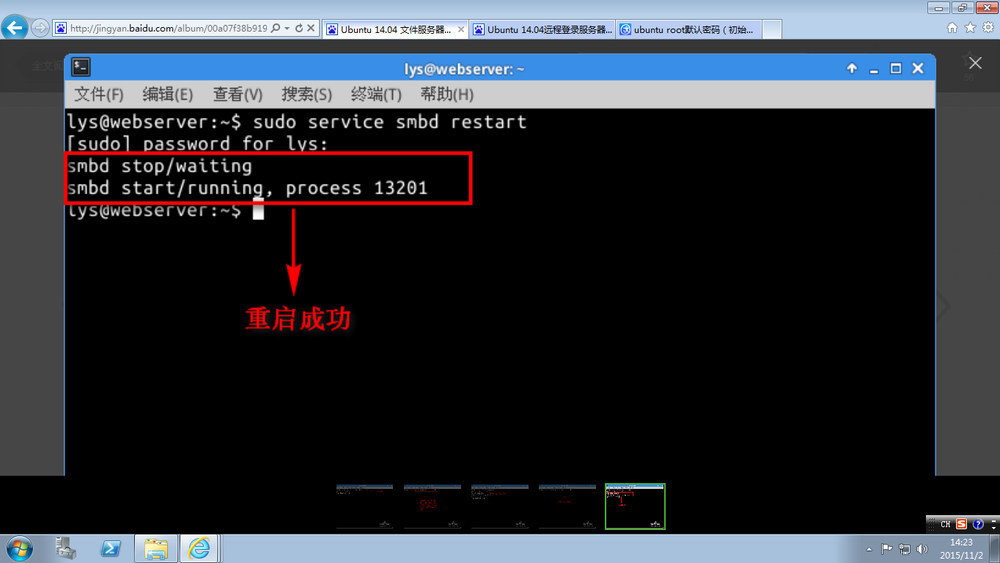 http://jingyan.baidu.com/album/00a07f38b919
Ubuntu 14.04 文件服务器...
Ubuntu 14.04远程登录服务器...
ubuntu root默认密码（初始...
lys@webserver: ~
文件(F) 编辑(E) 查看(V) 搜索(S) 终端(T) 帮助(H)
lys@webserver:~$ sudo service smbd restart
[sudo] password for lys:
smbd stop/waiting
smbd start/running, process 13201
lys@webserver:~$
重启成功
CH
14:23
2015/11/2